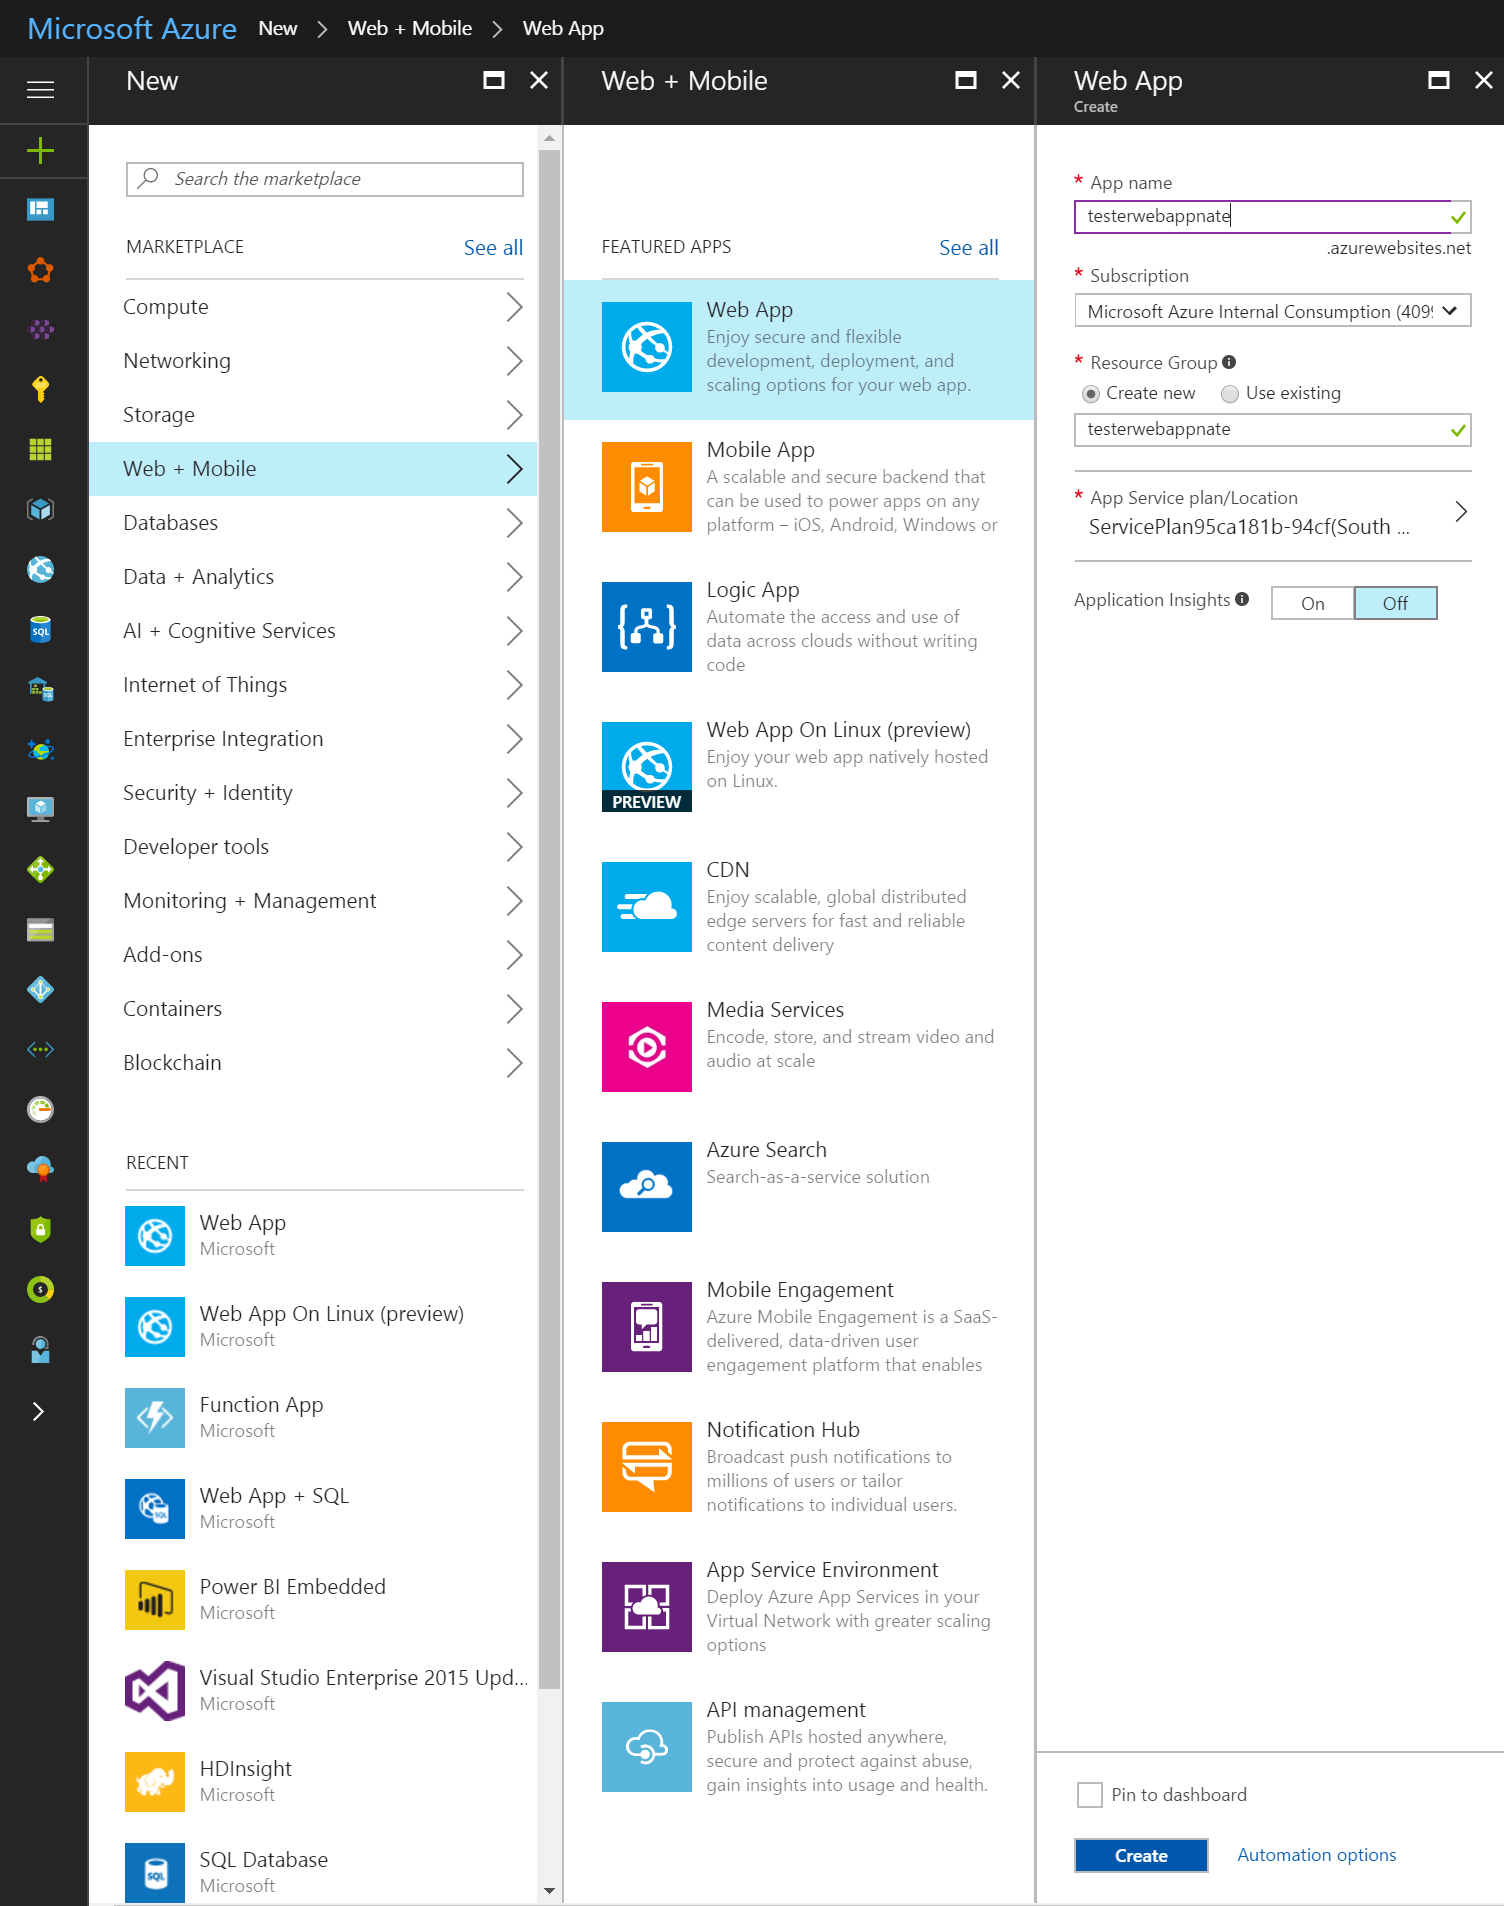 Microsoft Azure New Web + Mobile Web App
New
Search the marketplace
MARKETPLACE See all
Compute
Networking
Storage
Web + Mobile
Databases
Data + Analytics
AI + Cognitive Services
Internet of Things
Enterprise Integration
Security + Identity
Developer tools
Monitoring + Management
Add-ons
Containers
Blockchain
RECENT
Web App
Microsoft
Web App On Linux (preview)
Microsoft
Function App
Microsoft
Web App + SQL
Microsoft
Power BI Embedded
Microsoft
Visual Studio Enterprise 2015 Upd...
Microsoft
HDInsight
Microsoft
SQL
SQL Database
Microsoft
Web + Mobile
FEATURED APPS See all
Web App
Enjoy secure and flexible
development, deployment, and
scaling options for your web app.
Mobile App
A scalable and secure backend that
can be used to power apps on any
platform – iOS, Android, Windows or
Logic App
Automate the access and use of
data across clouds without writing
code
Web App On Linux (preview)
Enjoy your web app natively hosted
on Linux.
PREVIEW
CDN
Enjoy scalable, global distributed
edge servers for fast and reliable
content delivery
Media Services
Encode, store, and stream video and
audio at scale
Azure Search
Search-as-a-service solution
Mobile Engagement
Azure Mobile Engagement is a SaaS-
delivered, data-driven user
engagement platform that enables
Notification Hub
Broadcast push notifications to
millions of users or tailor
notifications to individual users.
App Service Environment
Deploy Azure App Services in your
Virtual Network with greater scaling
options
API management
Publish APIs hosted anywhere,
secure and protect against abuse,
gain insights into usage and health.
Web App
Create
* App name
testerwebappnate
.azurewebsites.net
* Subscription
Microsoft Azure Internal Consumption (409
* Resource Group
Create new Use existing
testerwebappnate
* App Service plan/Location
ServicePlan95ca181b-94cf(South ...
Application Insights On Off
Pin to dashboard
Create Automation options